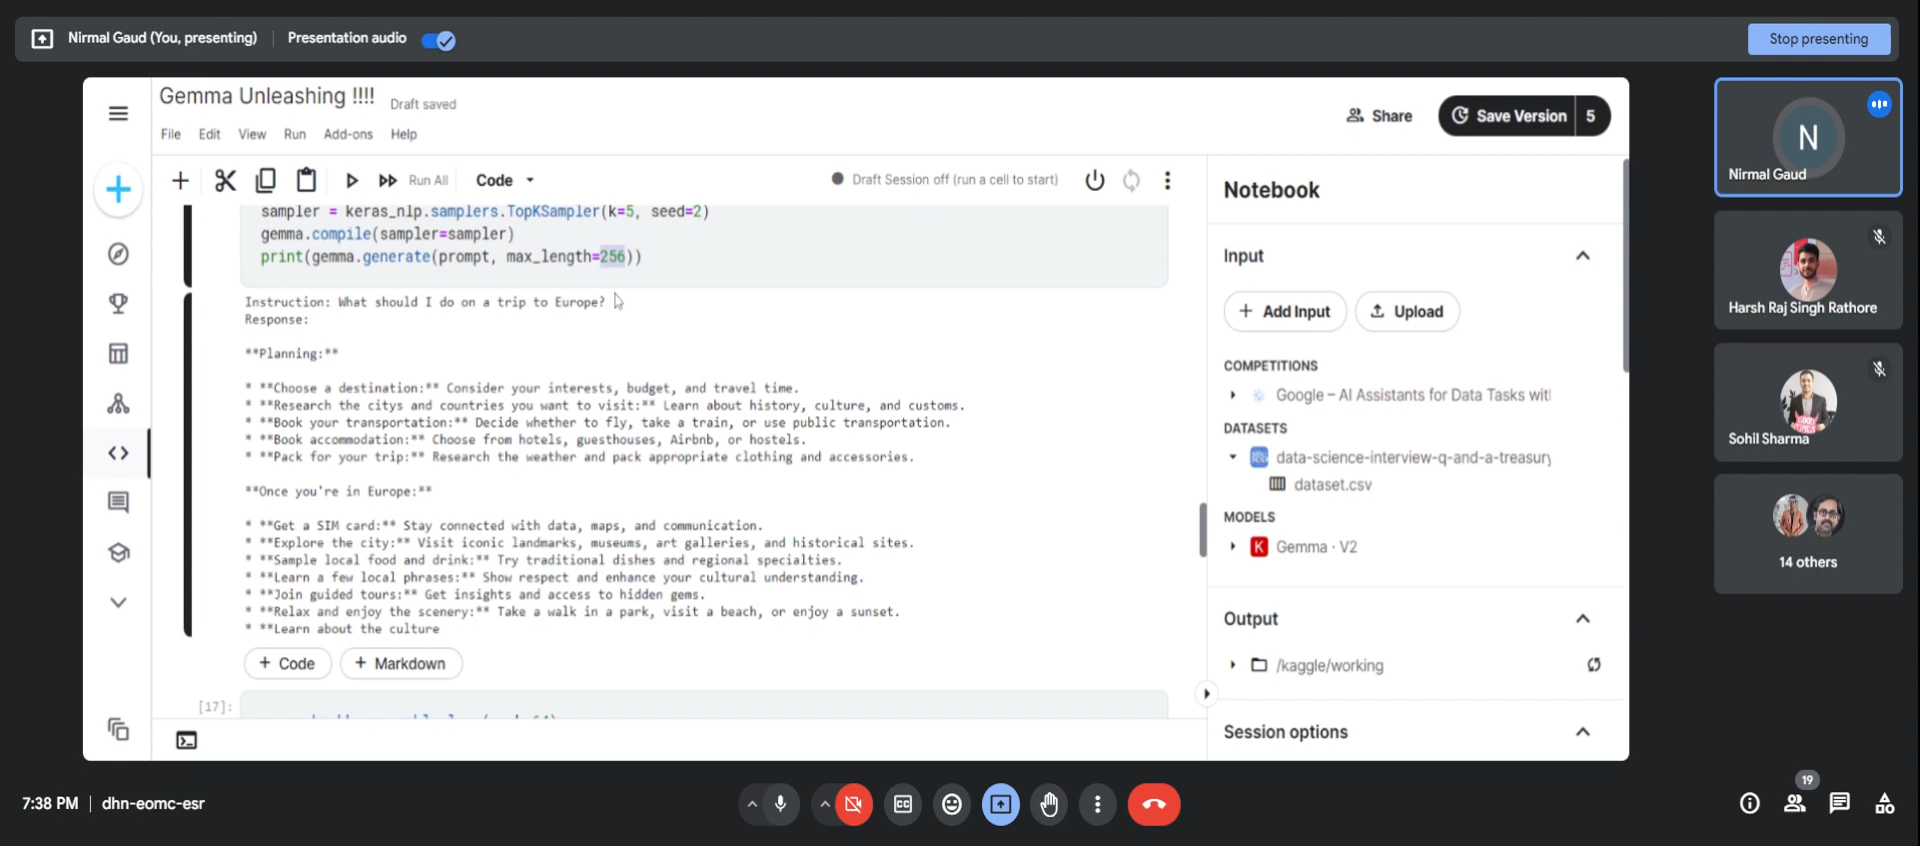 Nirmal Gaud (You, presenting)
Presentation audio
Stop presenting
Gemma Unleashing !!!!
Draft saved
File Edit View Run Add-ons Help
Share
Save Version
5
Run All
Code
Draft Session off (run a cell to start)
sampler = keras_nlp.samplers.TopKSampler(k=5, seed=2)
gemma.compile(sampler=sampler)
print(gemma.generate(prompt, max_length=256))
Instruction: What should I do on a trip to Europe?
Response:
**Planning:**
* **Choose a destination:** Consider your interests, budget, and travel time.
* **Research the citys and countries you want to visit:** Learn about history, culture, and customs.
* **Book your transportation:** Decide whether to fly, take a train, or use public transportation.
* **Book accommodation:** Choose from hotels, guesthouses, Airbnb, or hostels.
* **Pack for your trip:** Research the weather and pack appropriate clothing and accessories.
**Once you're in Europe:**
* **Get a SIM card:** Stay connected with data, maps, and communication.
* **Explore the city:** Visit iconic landmarks, museums, art galleries, and historical sites.
* **Sample local food and drink:** Try traditional dishes and regional specialties.
* **Learn a few local phrases:** Show respect and enhance your cultural understanding.
* **Join guided tours:** Get insights and access to hidden gems.
* **Relax and enjoy the scenery:** Take a walk in a park, visit a beach, or enjoy a sunset.
* **Learn about the culture
+ Code
+ Markdown
[17]:
Notebook
Input
+ Add Input
Upload
COMPETITIONS
Google – AI Assistants for Data Tasks wit
DATASETS
data-science-interview-q-and-a-treasury
dataset.csv
MODELS
Gemma · V2
Output
/kaggle/working
Session options
N
Nirmal Gaud
Harsh Raj Singh Rathore
Sohil Sharma
14 others
7:38 PM | dhn-eomc-esr
19